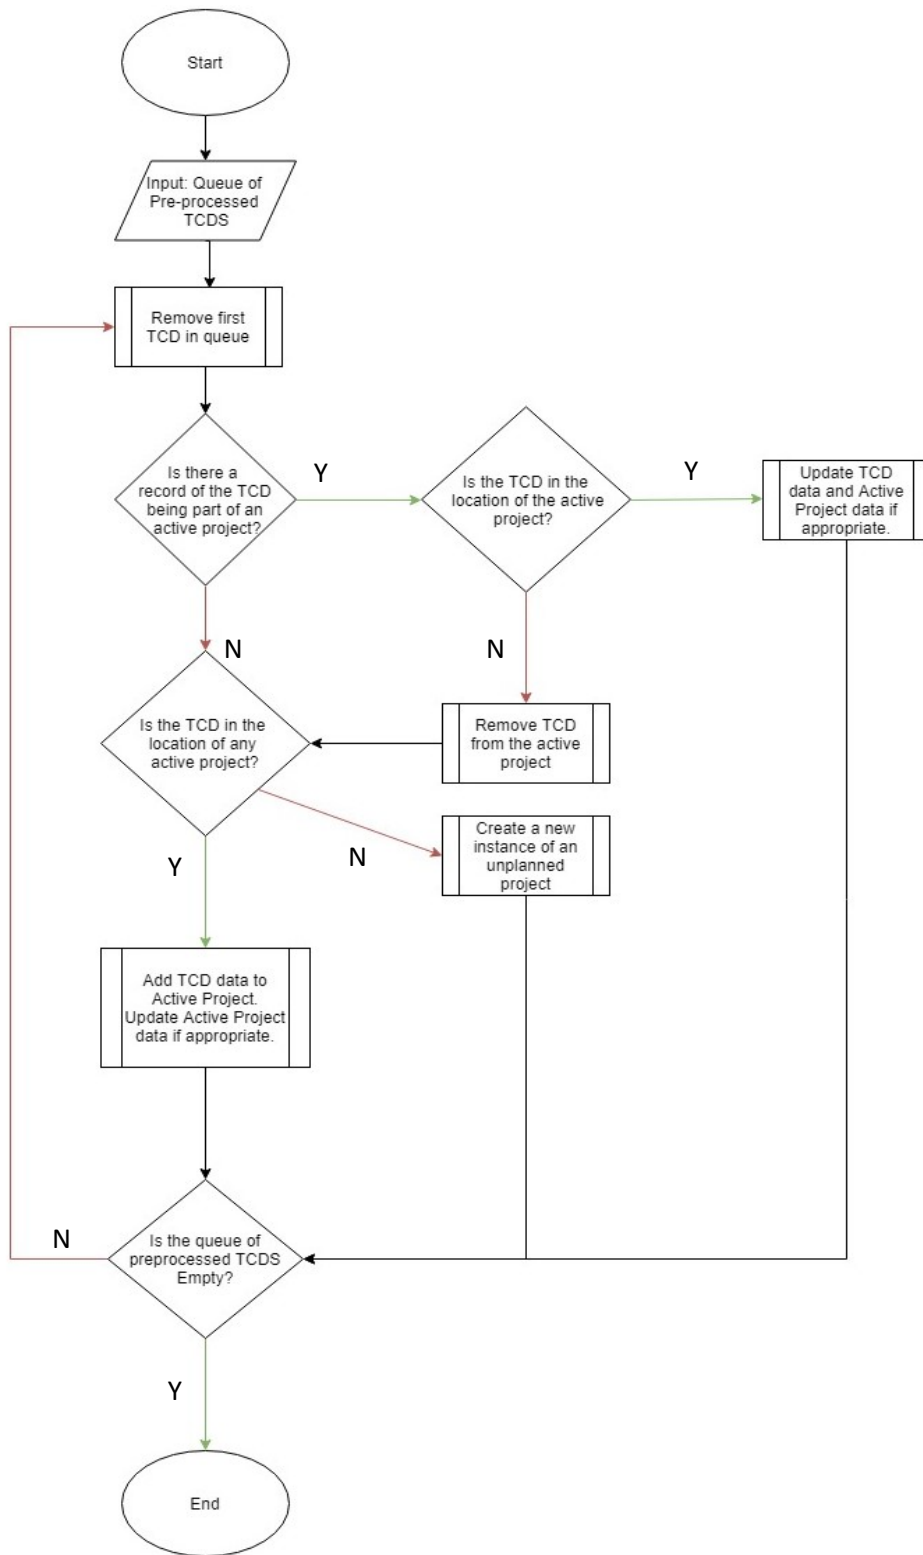 Start
Input: Queue of
Pre-processed
TCDS
Remove first
TCD in queue
Is there a
record of the TCD
being part of an
active project?
Y
Is the TCD in the
location of the active
project?
Y
Update TCD
data and Active
Project data if
appropriate.
N
N
Is the TCD in the
location of any
active project?
Remove TCD
from the active
project
N
Create a new
instance of an
unplanned
project
Y
Add TCD data to
Active Project.
Update Active Project
data if appropriate.
N
Is the queue of
preprocessed TCDS
Empty?
Y
End